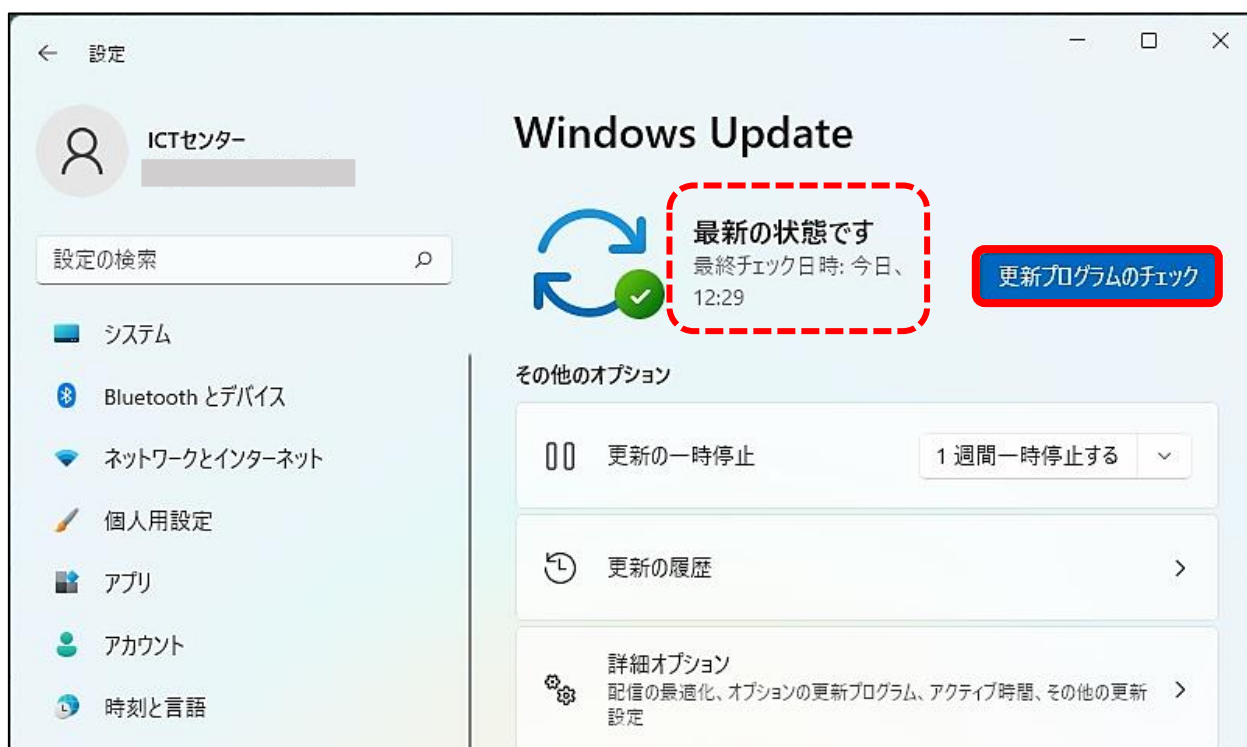 設定
ICTセンター
設定の検索
システム
Bluetooth とデバイス
ネットワークとインターネット
個人用設定
アプリ
アカウント
時刻と言語
Windows Update
最新の状態です
最終チェック日時: 今日、
12:29
更新プログラムのチェック
その他のオプション
更新の一時停止
1 週間一時停止する
更新の履歴
詳細オプション
配信の最適化、オプションの更新プログラム、アクティブ時間、その他の更新
設定